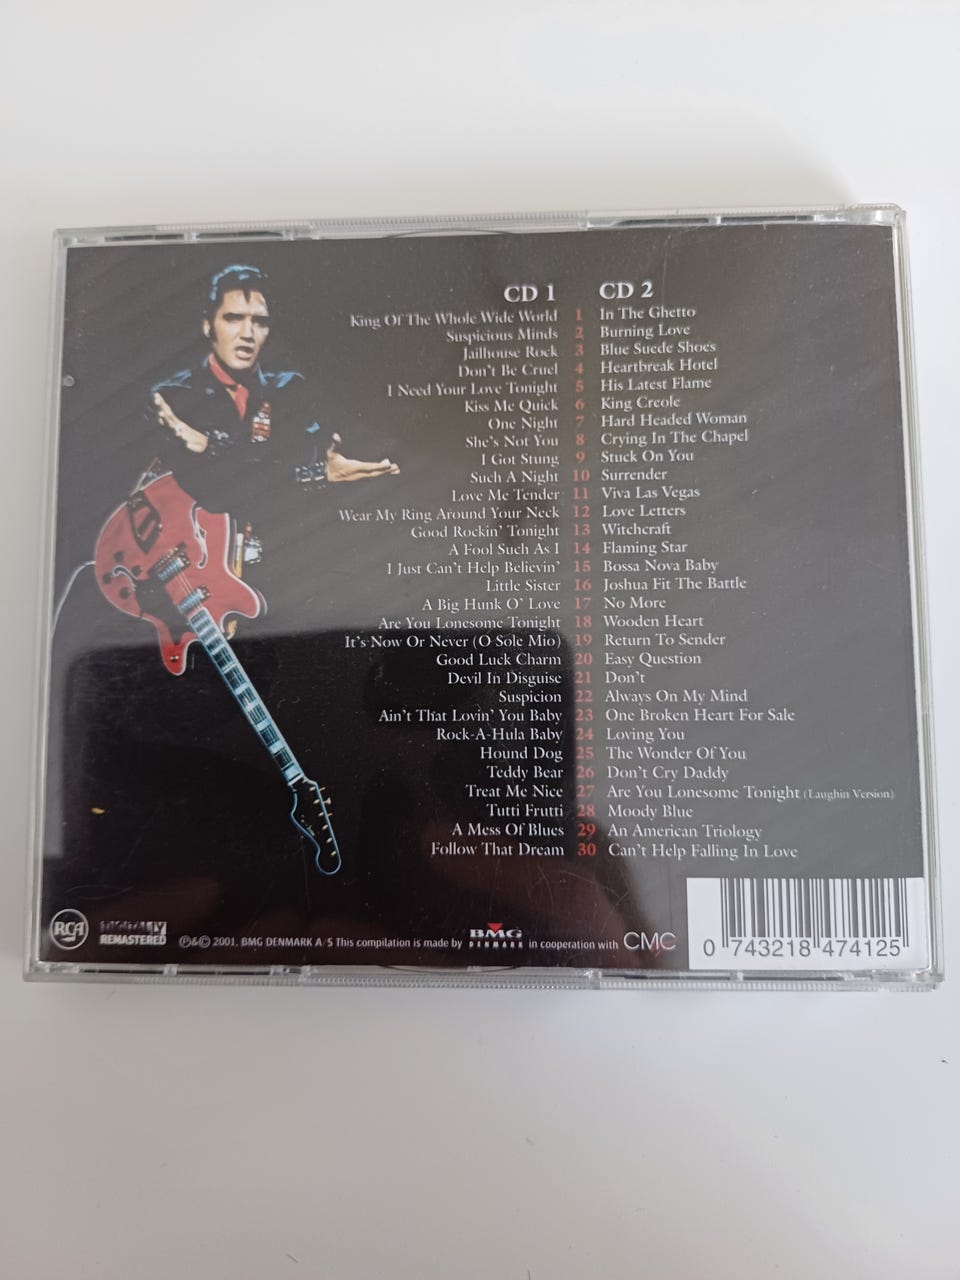 CD 1 CD 2
King Of The Whole Wide World 1 In The Ghetto
Suspicious Minds 2 Burning Love
Jailhouse Rock 3 Blue Suede Shoes
Don't Be Cruel 4 Heartbreak Hotel
I Need Your Love Tonight 5 His Latest Flame
Kiss Me Quick 6 King Creole
One Night 7 Hard Headed Woman
She's Not You 8 Crying In The Chapel
I Got Stung 9 Stuck On You
Such A Night 10 Surrender
Love Me Tender 11 Viva Las Vegas
Wear My Ring Around Your Neck 12 Love Letters
Good Rockin' Tonight 13 Witchcraft
A Fool Such As I 14 Flaming Star
I Just Can't Help Believin' 15 Bossa Nova Baby
Little Sister 16 Joshua Fit The Battle
A Big Hunk O' Love 17 No More
Are You Lonesome Tonight 18 Wooden Heart
It's Now Or Never (O Sole Mio) 19 Return To Sender
Good Luck Charm 20 Easy Question
Devil In Disguise 21 Don't
Suspicion 22 Always On My Mind
Ain't That Lovin' You Baby 23 One Broken Heart For Sale
Rock-A-Hula Baby 24 Loving You
Hound Dog 25 The Wonder Of You
Teddy Bear 26 Don't Cry Daddy
Treat Me Nice 27 Are You Lonesome Tonight (Laughin Version)
Tutti Frutti 28 Moody Blue
A Mess Of Blues 29 An American Triology
Follow That Dream 30 Can't Help Falling In Love
RCA
DIGITALLY
REMASTERED
℗&© 2001. BMG DENMARK A/S This compilation is made by BMG DENMARK in cooperation with CMC
0 743218 474125